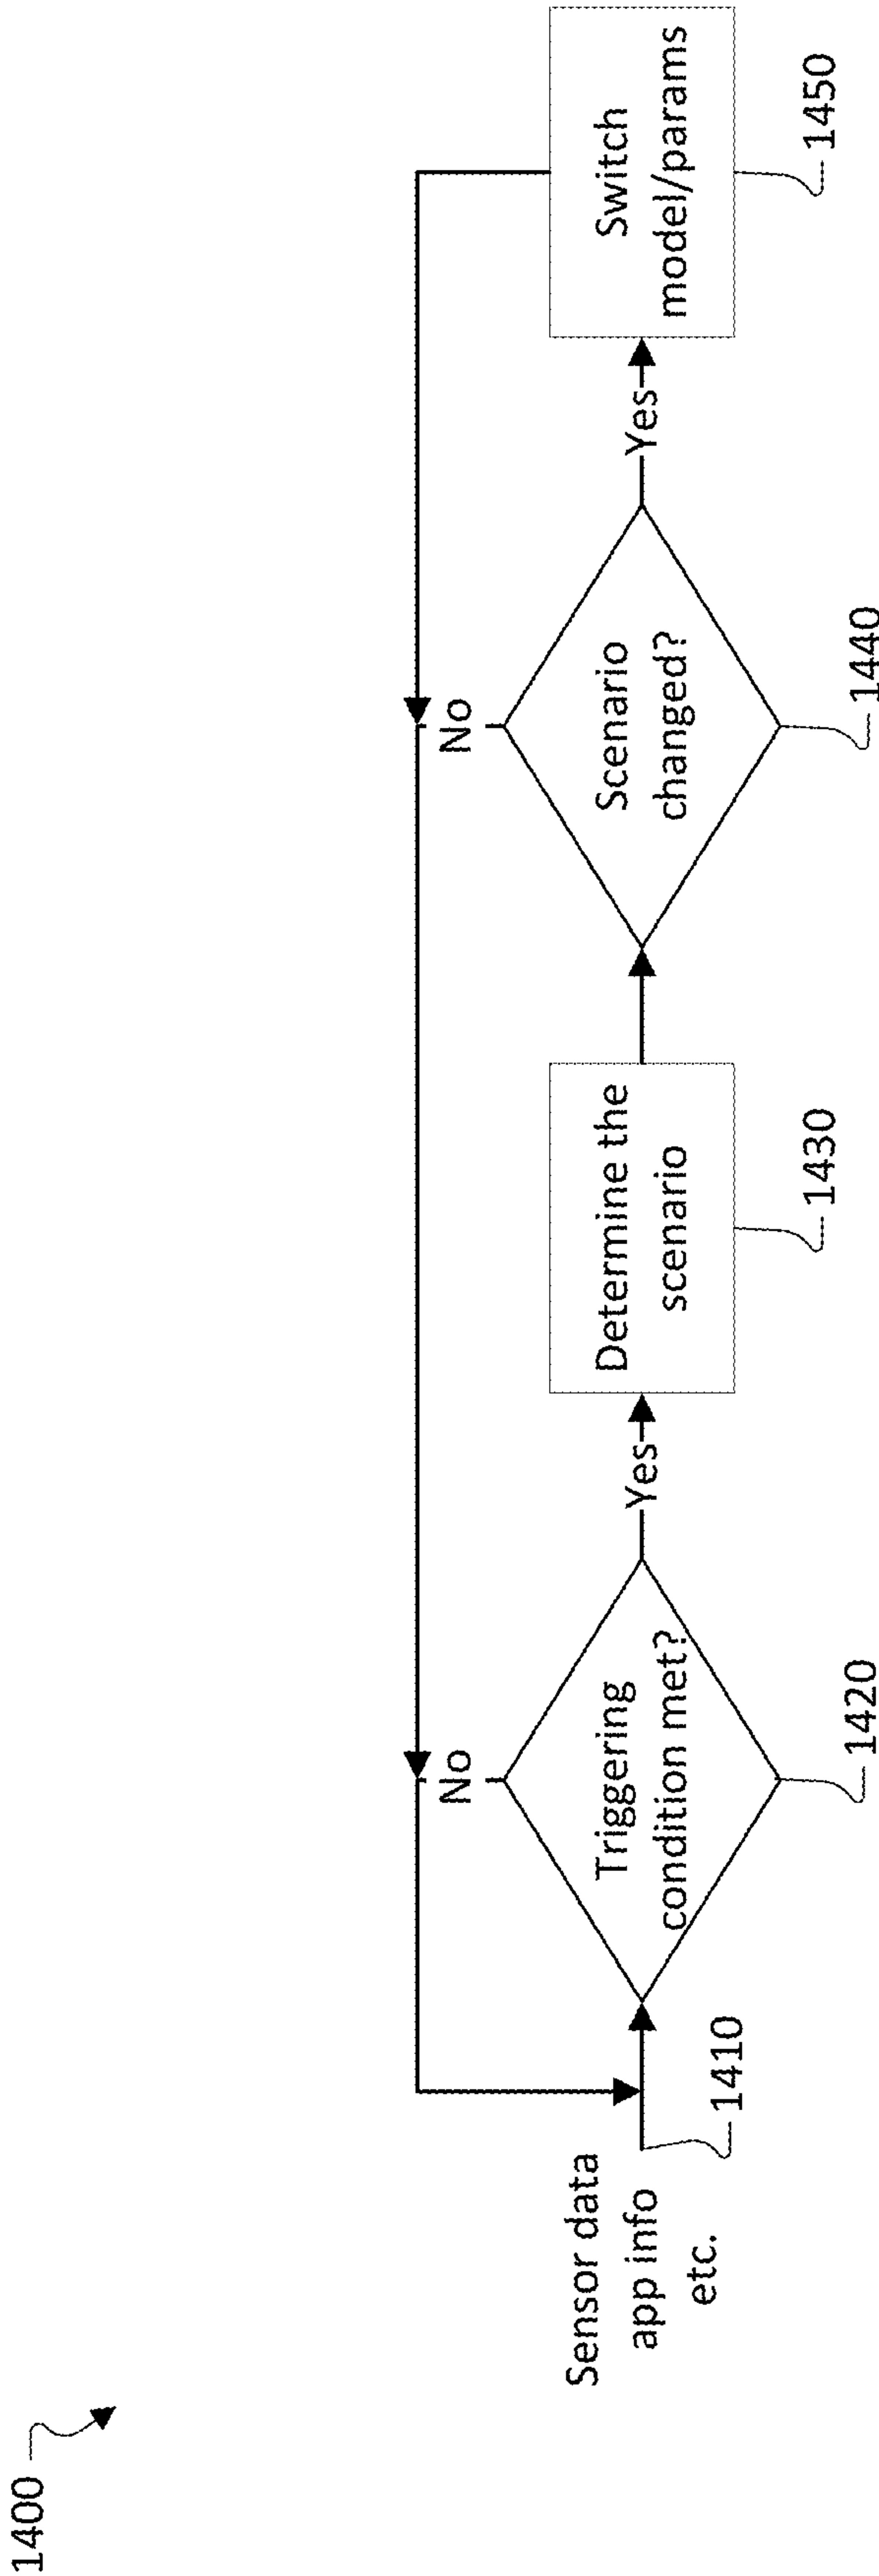 1400
Sensor data
app info
etc.
1410
No
Triggering
condition met?
1420
Yes
Determine the
scenario
1430
No
Scenario
changed?
1440
Yes
Switch
model/params
1450